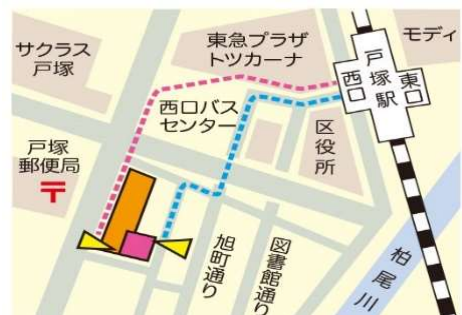 サクラス
戸塚
東急プラザ
トツカーナ
モディ
戸塚駅
西口
東口
西口バス
センター
区役所
戸塚
郵便局
〒
旭町通り
図書館通り
柏尾川